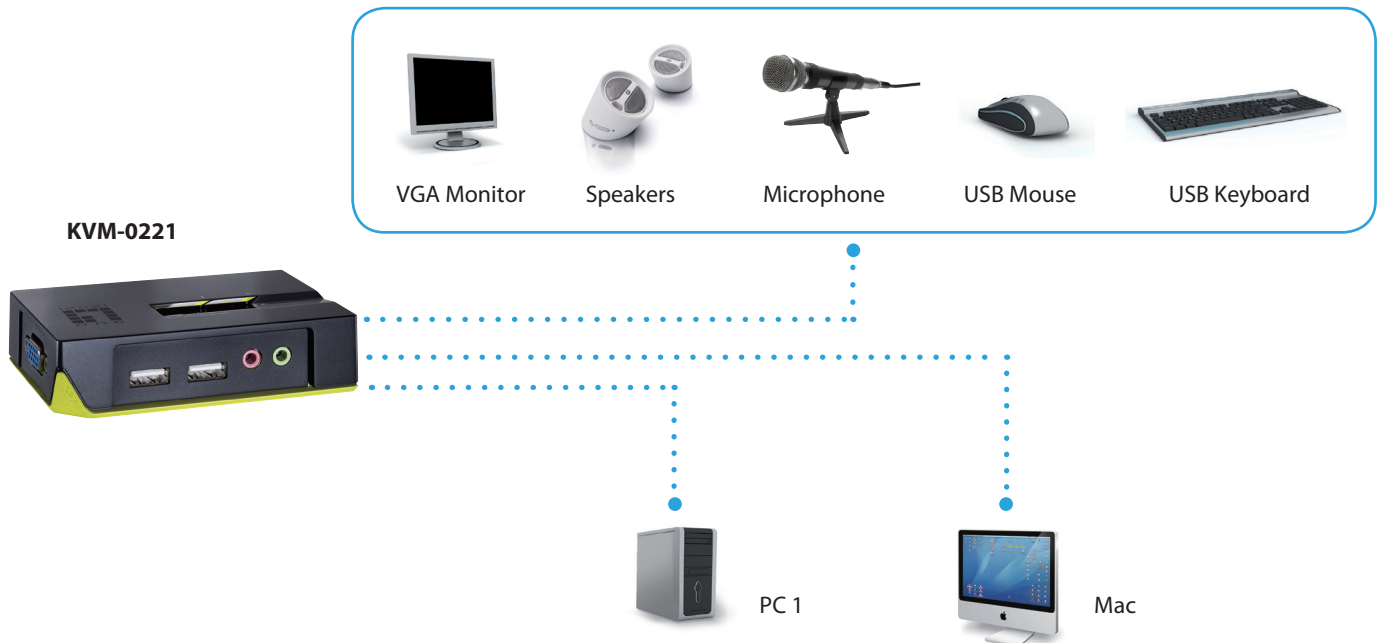 VGA Monitor
Speakers
Microphone
USB Mouse
USB Keyboard
KVM-0221
PC 1
Mac